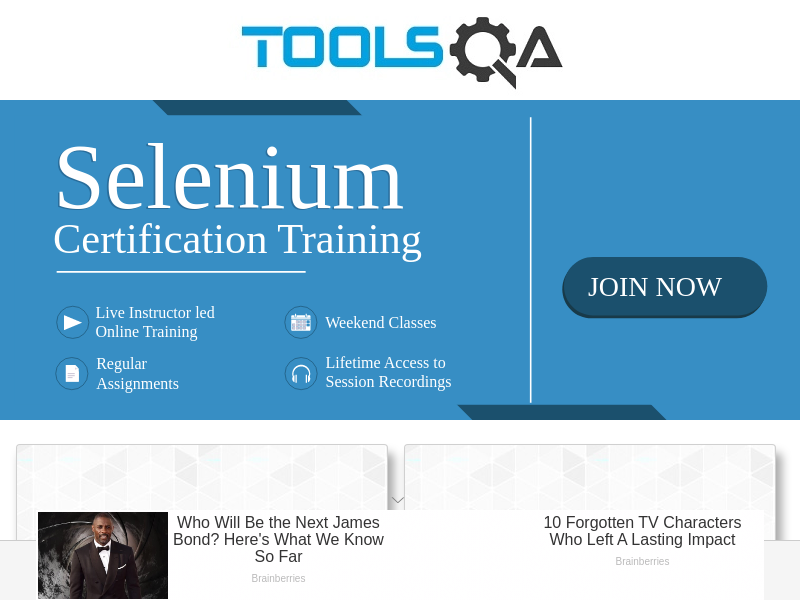 TOOLSQA
Selenium
Certification Training
JOIN NOW
Live Instructor led
Online Training
Weekend Classes
Regular
Assignments
Lifetime Access to
Session Recordings
Who Will Be the Next James
Bond? Here's What We Know
So Far
Brainberries
10 Forgotten TV Characters
Who Left A Lasting Impact
Brainberries